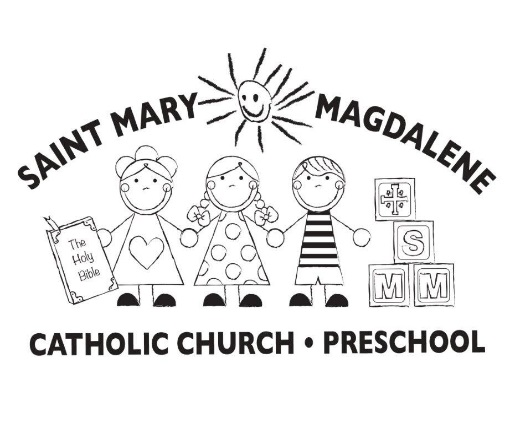 SAINT MARY MAGDALENE
The
Holy
Bible
S
M M
CATHOLIC CHURCH • PRESCHOOL